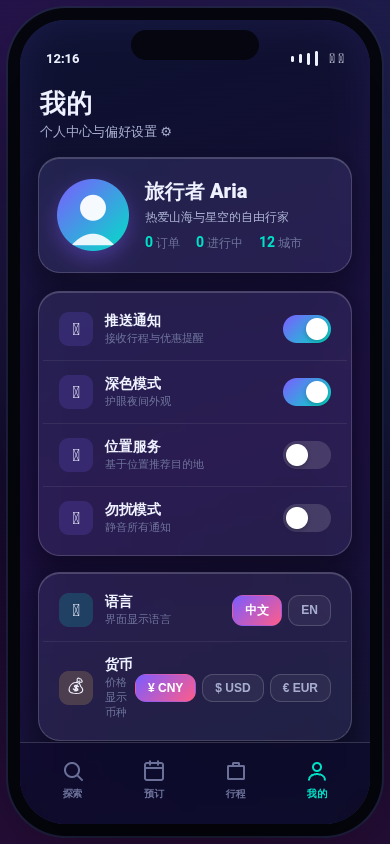 12:16
我的
个人中心与偏好设置 ⚙
旅行者 Aria
热爱山海与星空的自由行家
0 订单 0 进行中 12 城市
推送通知
接收行程与优惠提醒
深色模式
护眼夜间外观
位置服务
基于位置推荐目的地
勿扰模式
静音所有通知
语言
界面显示语言
中文 EN
货币
价格
显示
币种
¥ CNY $ USD € EUR
探索 预订 行程 我的